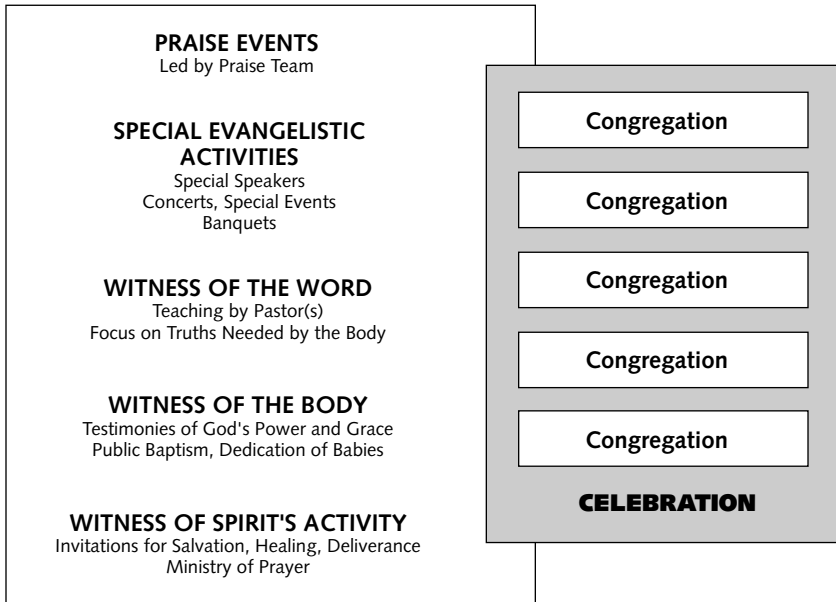 PRAISE EVENTS
Led by Praise Team
SPECIAL EVANGELISTIC
ACTIVITIES
Special Speakers
Concerts, Special Events
Banquets
WITNESS OF THE WORD
Teaching by Pastor(s)
Focus on Truths Needed by the Body
WITNESS OF THE BODY
Testimonies of God's Power and Grace
Public Baptism, Dedication of Babies
WITNESS OF SPIRIT'S ACTIVITY
Invitations for Salvation, Healing, Deliverance
Ministry of Prayer
Congregation
Congregation
Congregation
Congregation
Congregation
CELEBRATION